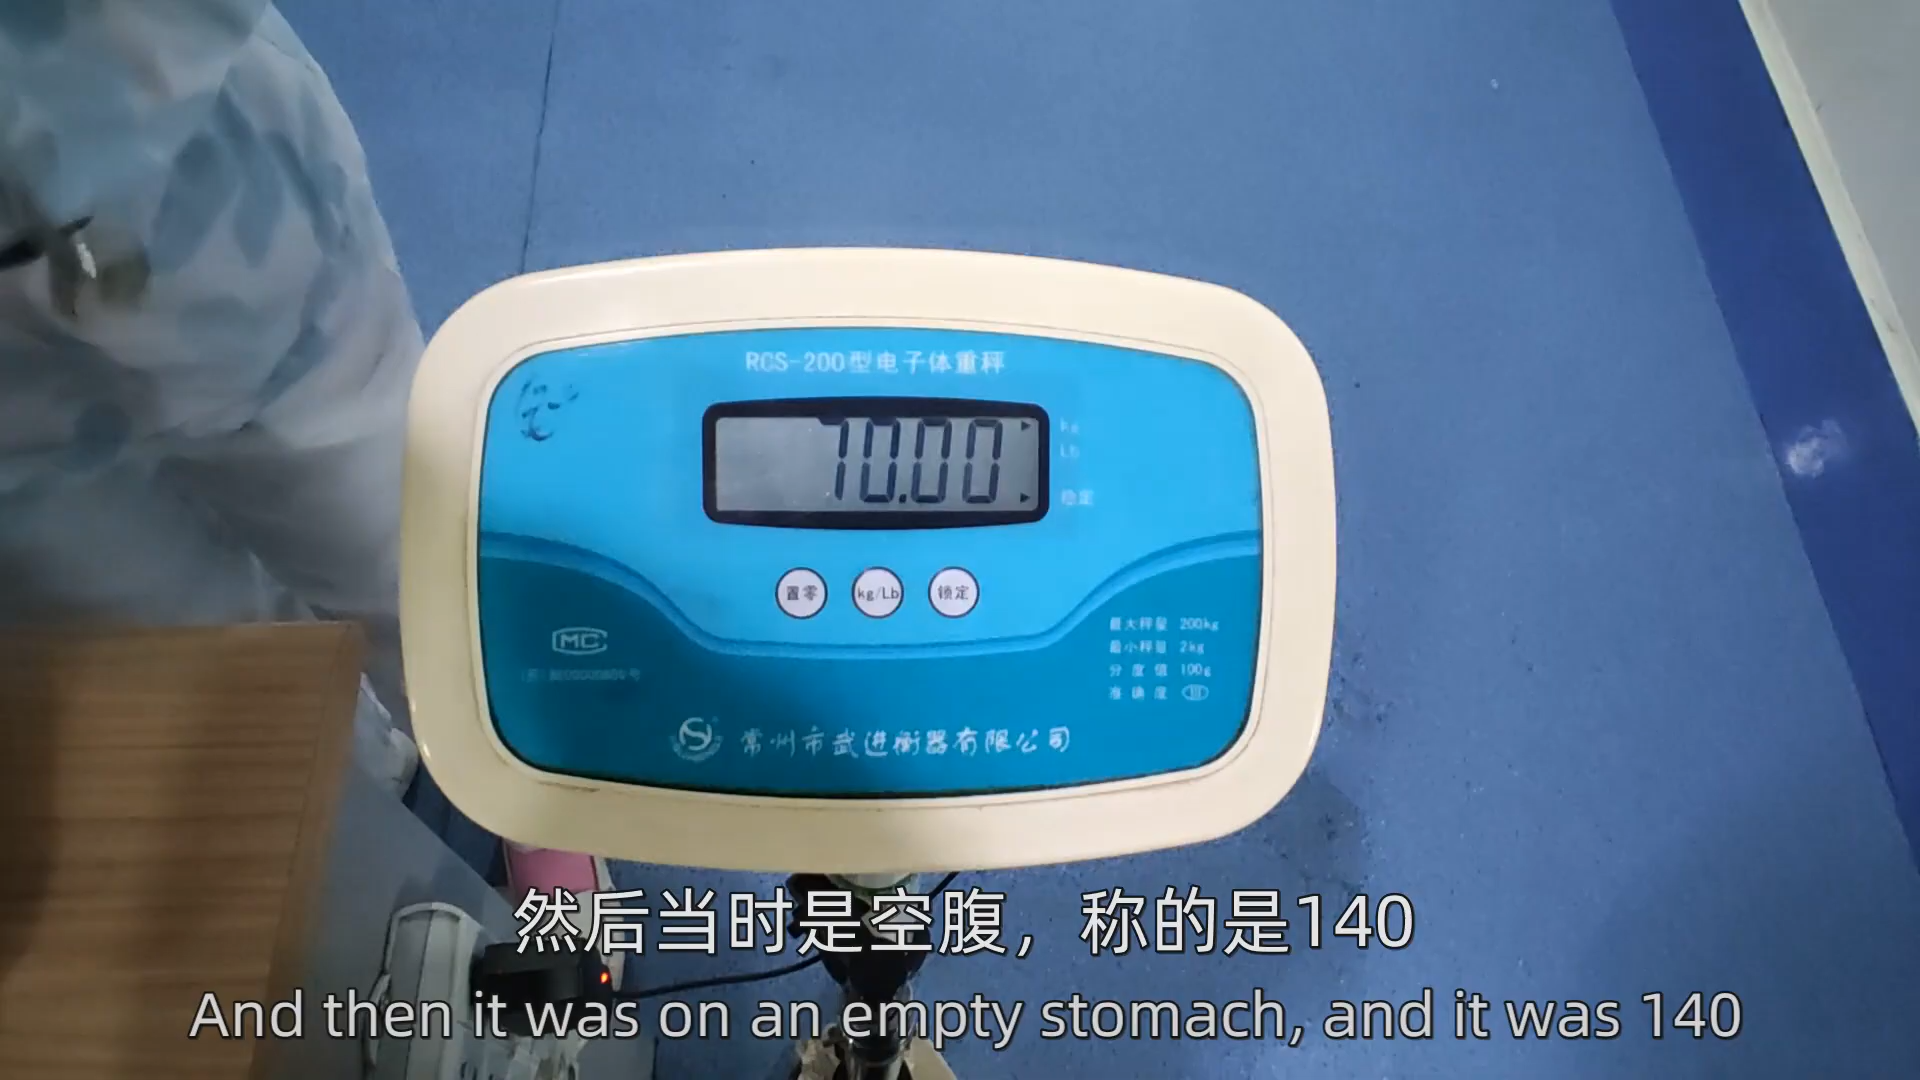 RCS-200型电子体重秤
70.00
kg
Lb
稳定
置零
kg/Lb
锁定
MC
最大秤量 200kg
最小秤量 2kg
分度值 100g
准确度 III
常州市武进衡器有限公司
然后当时是空腹，称的是140
And then it was on an empty stomach, and it was 140